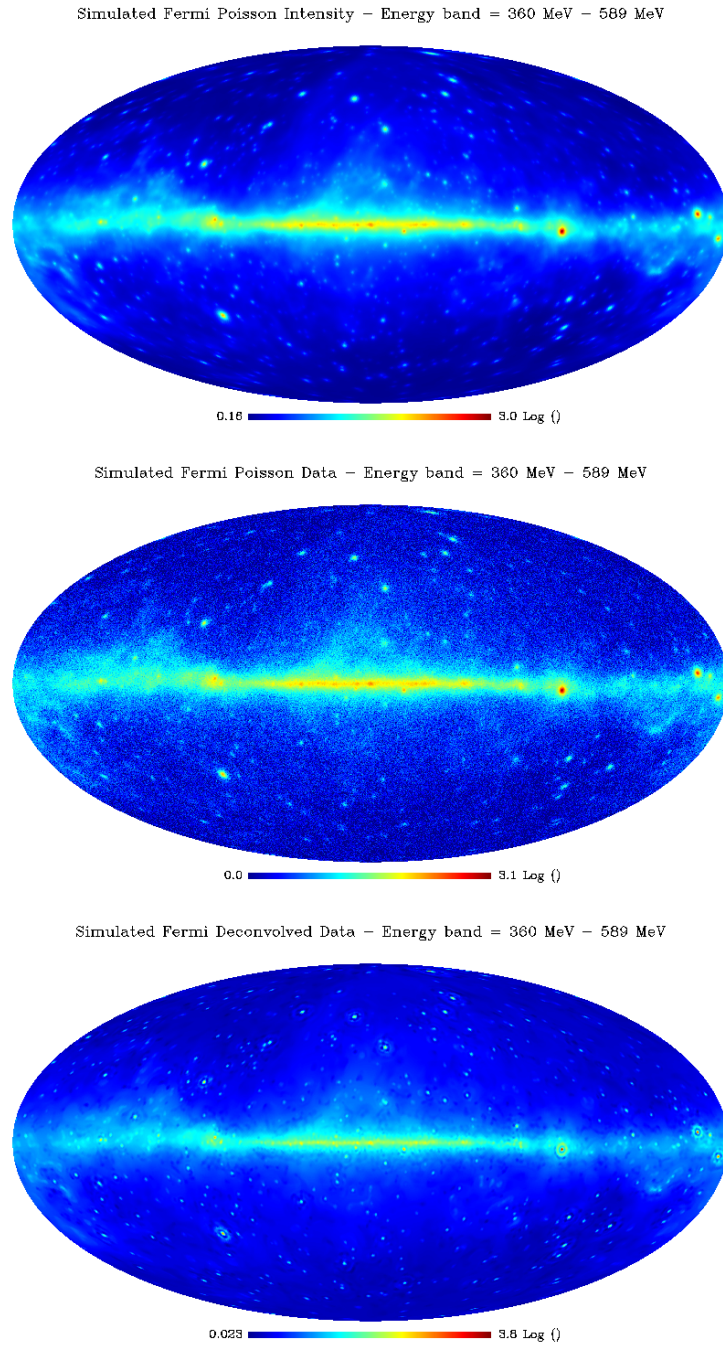 Simulated Fermi Poisson Intensity – Energy band = 360 MeV – 589 MeV
0.16 3.0 Log ()
Simulated Fermi Poisson Data – Energy band = 360 MeV – 589 MeV
0.0 3.1 Log ()
Simulated Fermi Deconvolved Data – Energy band = 360 MeV – 589 MeV
0.023 3.8 Log ()